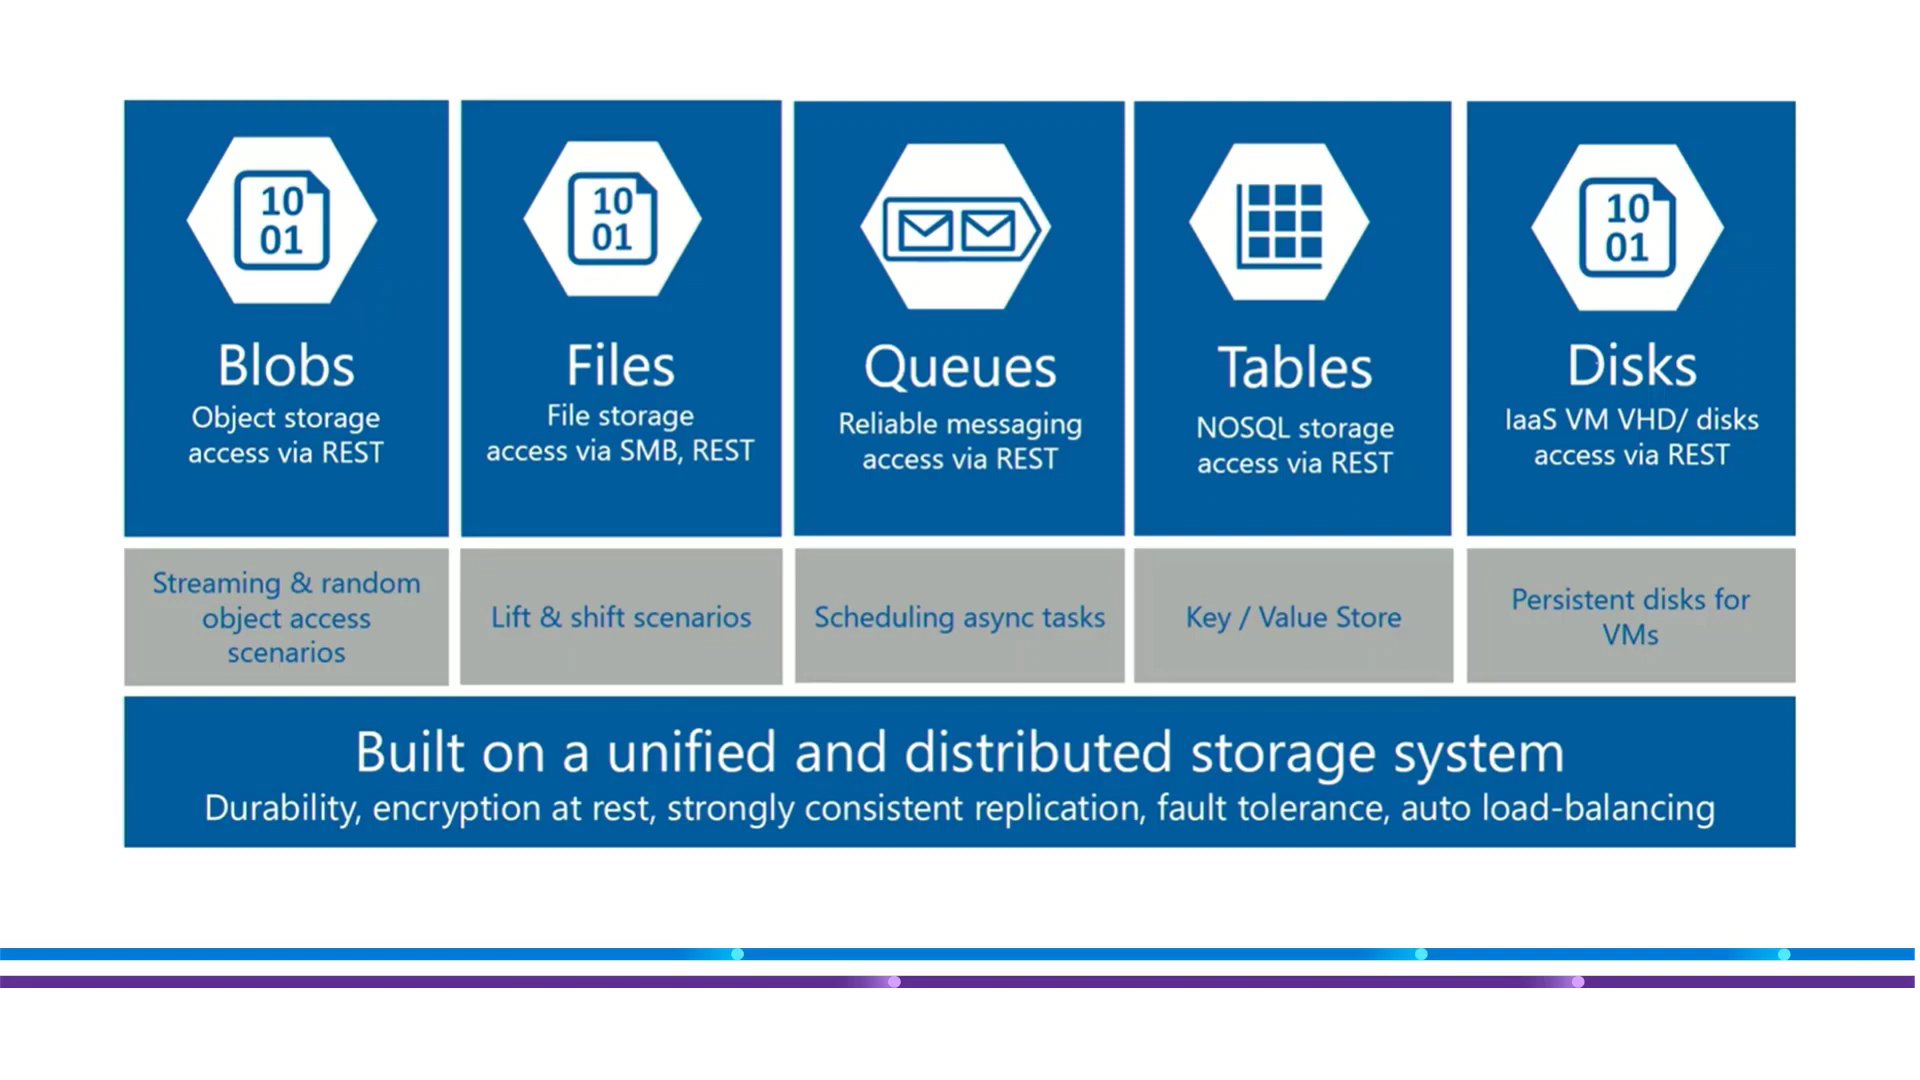 10
01
Blobs
Object storage
access via REST
10
01
Files
File storage
access via SMB, REST
Queues
Reliable messaging
access via REST
Tables
NOSQL storage
access via REST
10
01
Disks
IaaS VM VHD/ disks
access via REST
Streaming & random
object access
scenarios
Lift & shift scenarios
Scheduling async tasks
Key / Value Store
Persistent disks for
VMs
Built on a unified and distributed storage system
Durability, encryption at rest, strongly consistent replication, fault tolerance, auto load-balancing